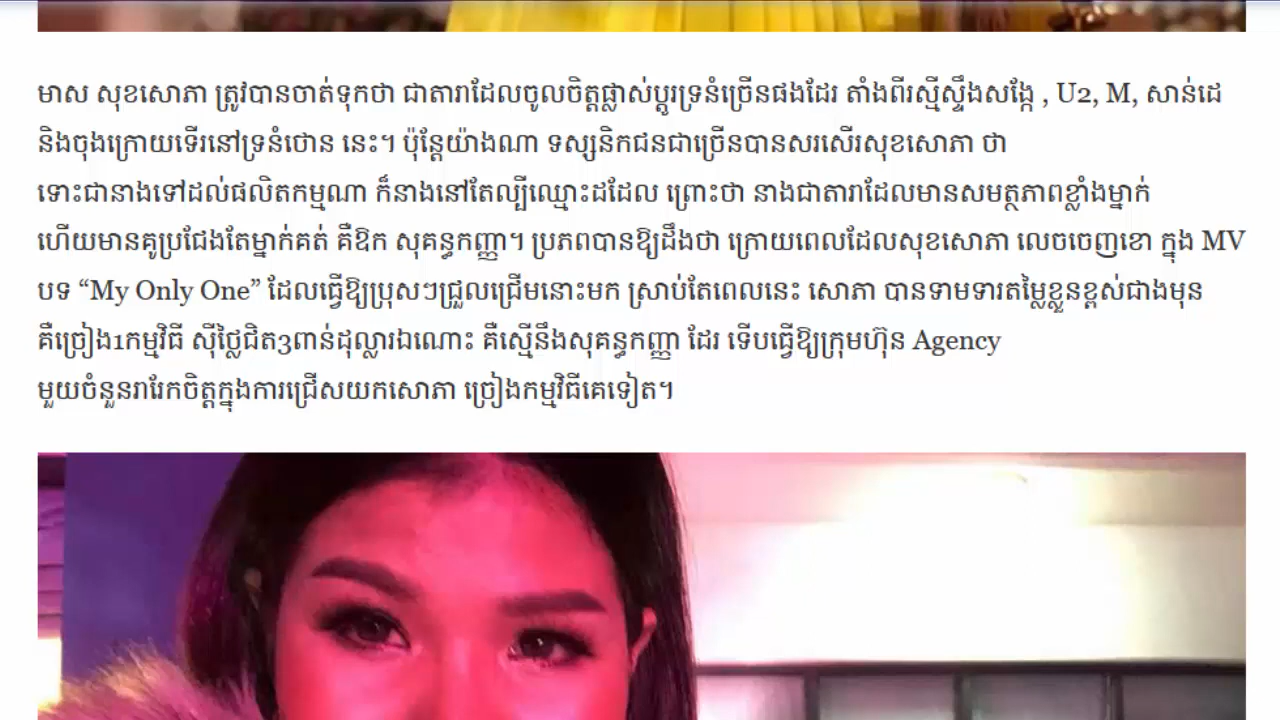 មាស សុខសោភា ត្រូវបានចាត់ទុកថា ជាតារាដែលចូលចិត្តផ្លាស់ប្តូរទ្រនំច្រើនផងដែរ តាំងពីរស្មីស្ទឹងសង្កែ , U2, M, សាន់ដេ
និងចុងក្រោយទើរនៅទ្រនំថោន នេះ។ ប៉ុន្តែយ៉ាងណា ទស្សនិកជនជាច្រើនបានសរសើរសុខសោភា ថា
ទោះជានាងទៅដល់ផលិតកម្មណា ក៏នាងនៅតែល្បីឈ្មោះដដែល ព្រោះថា នាងជាតារាដែលមានសមត្ថភាពខ្លាំងម្នាក់
ហើយមានគូប្រជែងតែម្នាក់គត់ គឺឱក សុគន្ធកញ្ញា។ ប្រភពបានឱ្យដឹងថា ក្រោយពេលដែលសុខសោភា លេចចេញខោ ក្នុង MV
បទ “My Only One” ដែលធ្វើឱ្យប្រុសៗជ្រួលជ្រើមនោះមក ស្រាប់តែពេលនេះ សោភា បានទាមទារតម្លៃខ្លួនខ្ពស់ជាងមុន
គឺច្រៀង1កម្មវិធី ស៊ីថ្លៃជិត3ពាន់ដុល្លារឯណោះ គឺស្មើនឹងសុគន្ធកញ្ញា ដែរ ទើបធ្វើឱ្យក្រុមហ៊ុន Agency
មួយចំនួនរារែកចិត្តក្នុងការជ្រើសយកសោភា ច្រៀងកម្មវិធីគេទៀត។